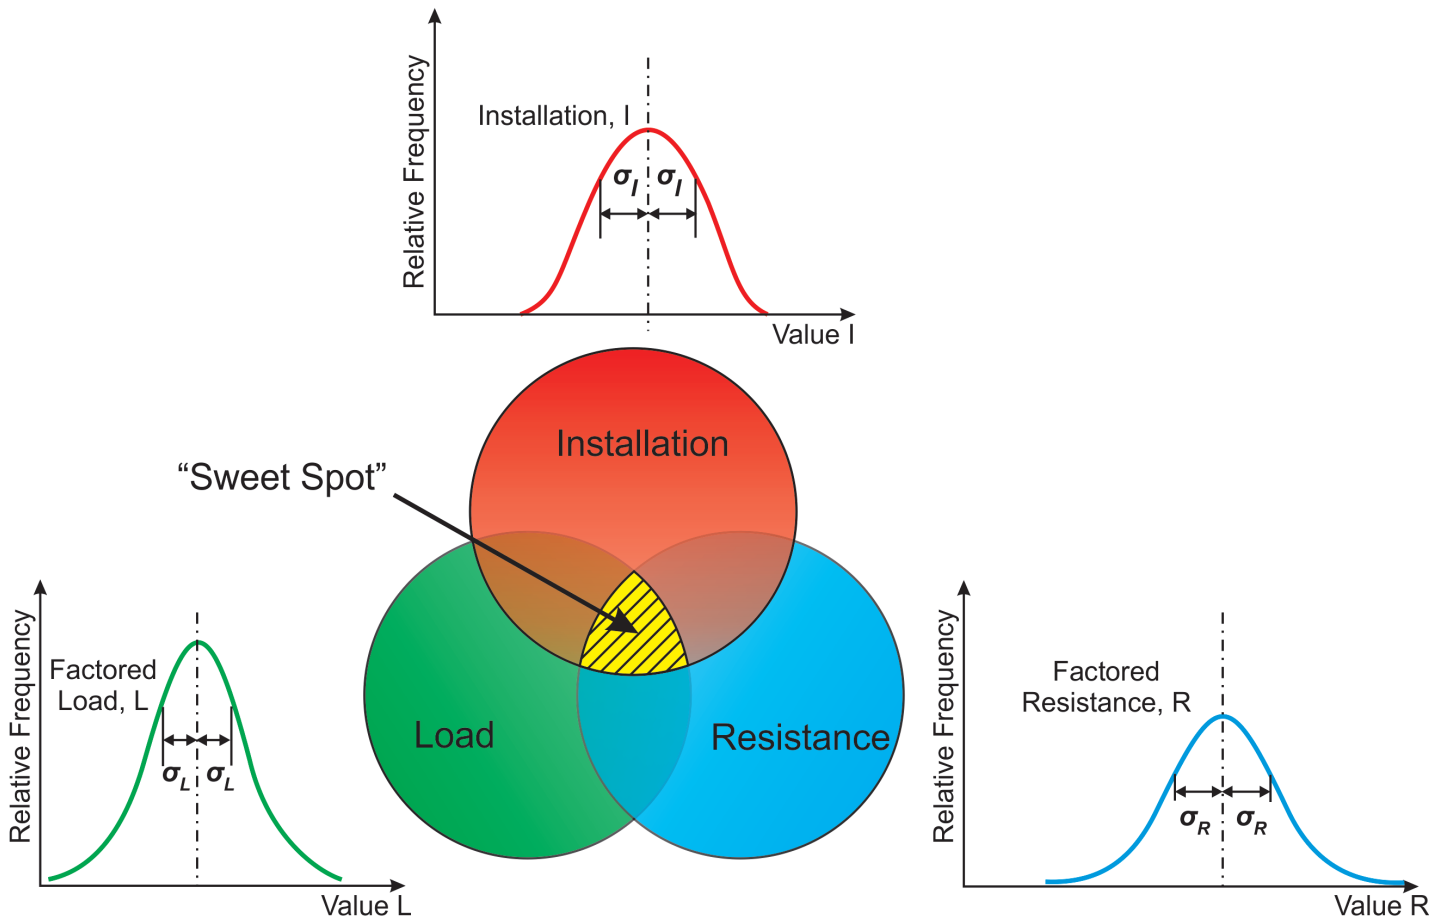 Relative Frequency
Installation, I
σI σI
Value I
Installation
“Sweet Spot”
Load
Resistance
Relative Frequency
Factored
Load, L
σL σL
Value L
Relative Frequency
Factored
Resistance, R
σR σR
Value R